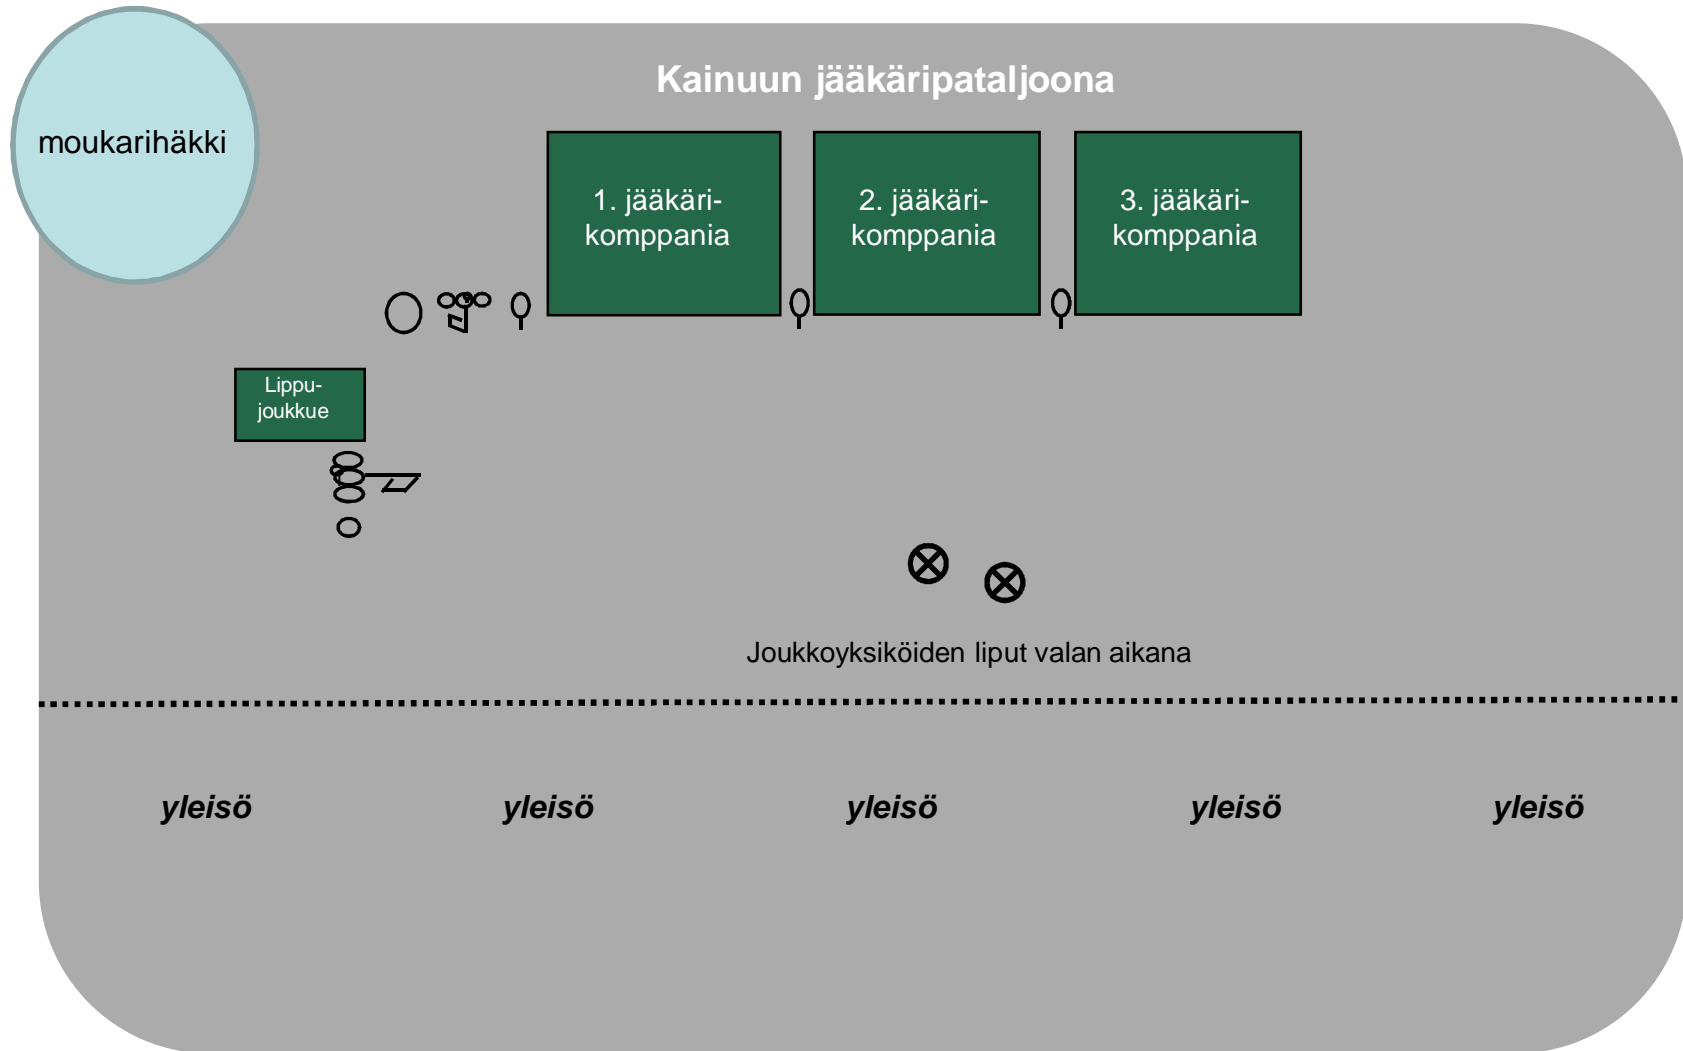 Kainuun jääkäripataljoona
moukarihäkki
1. jääkäri-
komppania
2. jääkäri-
komppania
3. jääkäri-
komppania
Lippu-
joukkue
Joukkoyksiköiden liput valan aikana
yleisö yleisö yleisö yleisö yleisö